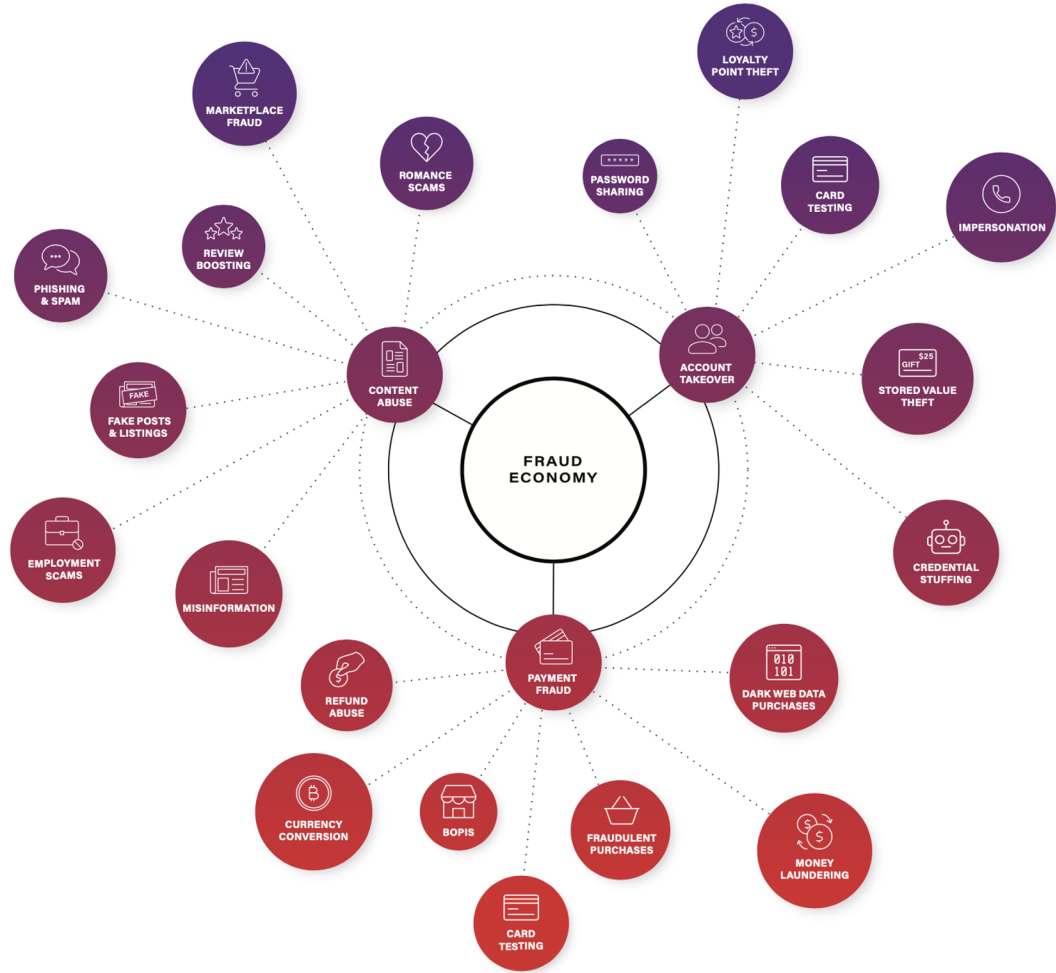 LOYALTY
POINT THEFT
MARKETPLACE
FRAUD
ROMANCE
SCAMS
*****
PASSWORD
SHARING
CARD
TESTING
IMPERSONATION
REVIEW
BOOSTING
PHISHING
& SPAM
CONTENT
ABUSE
ACCOUNT
TAKEOVER
$25
GIFT
STORED VALUE
THEFT
FAKE
FAKE POSTS
& LISTINGS
FRAUD
ECONOMY
EMPLOYMENT
SCAMS
MISINFORMATION
CREDENTIAL
STUFFING
PAYMENT
FRAUD
REFUND
ABUSE
010
101
DARK WEB DATA
PURCHASES
CURRENCY
CONVERSION
BOPIS
FRAUDULENT
PURCHASES
MONEY
LAUNDERING
CARD
TESTING